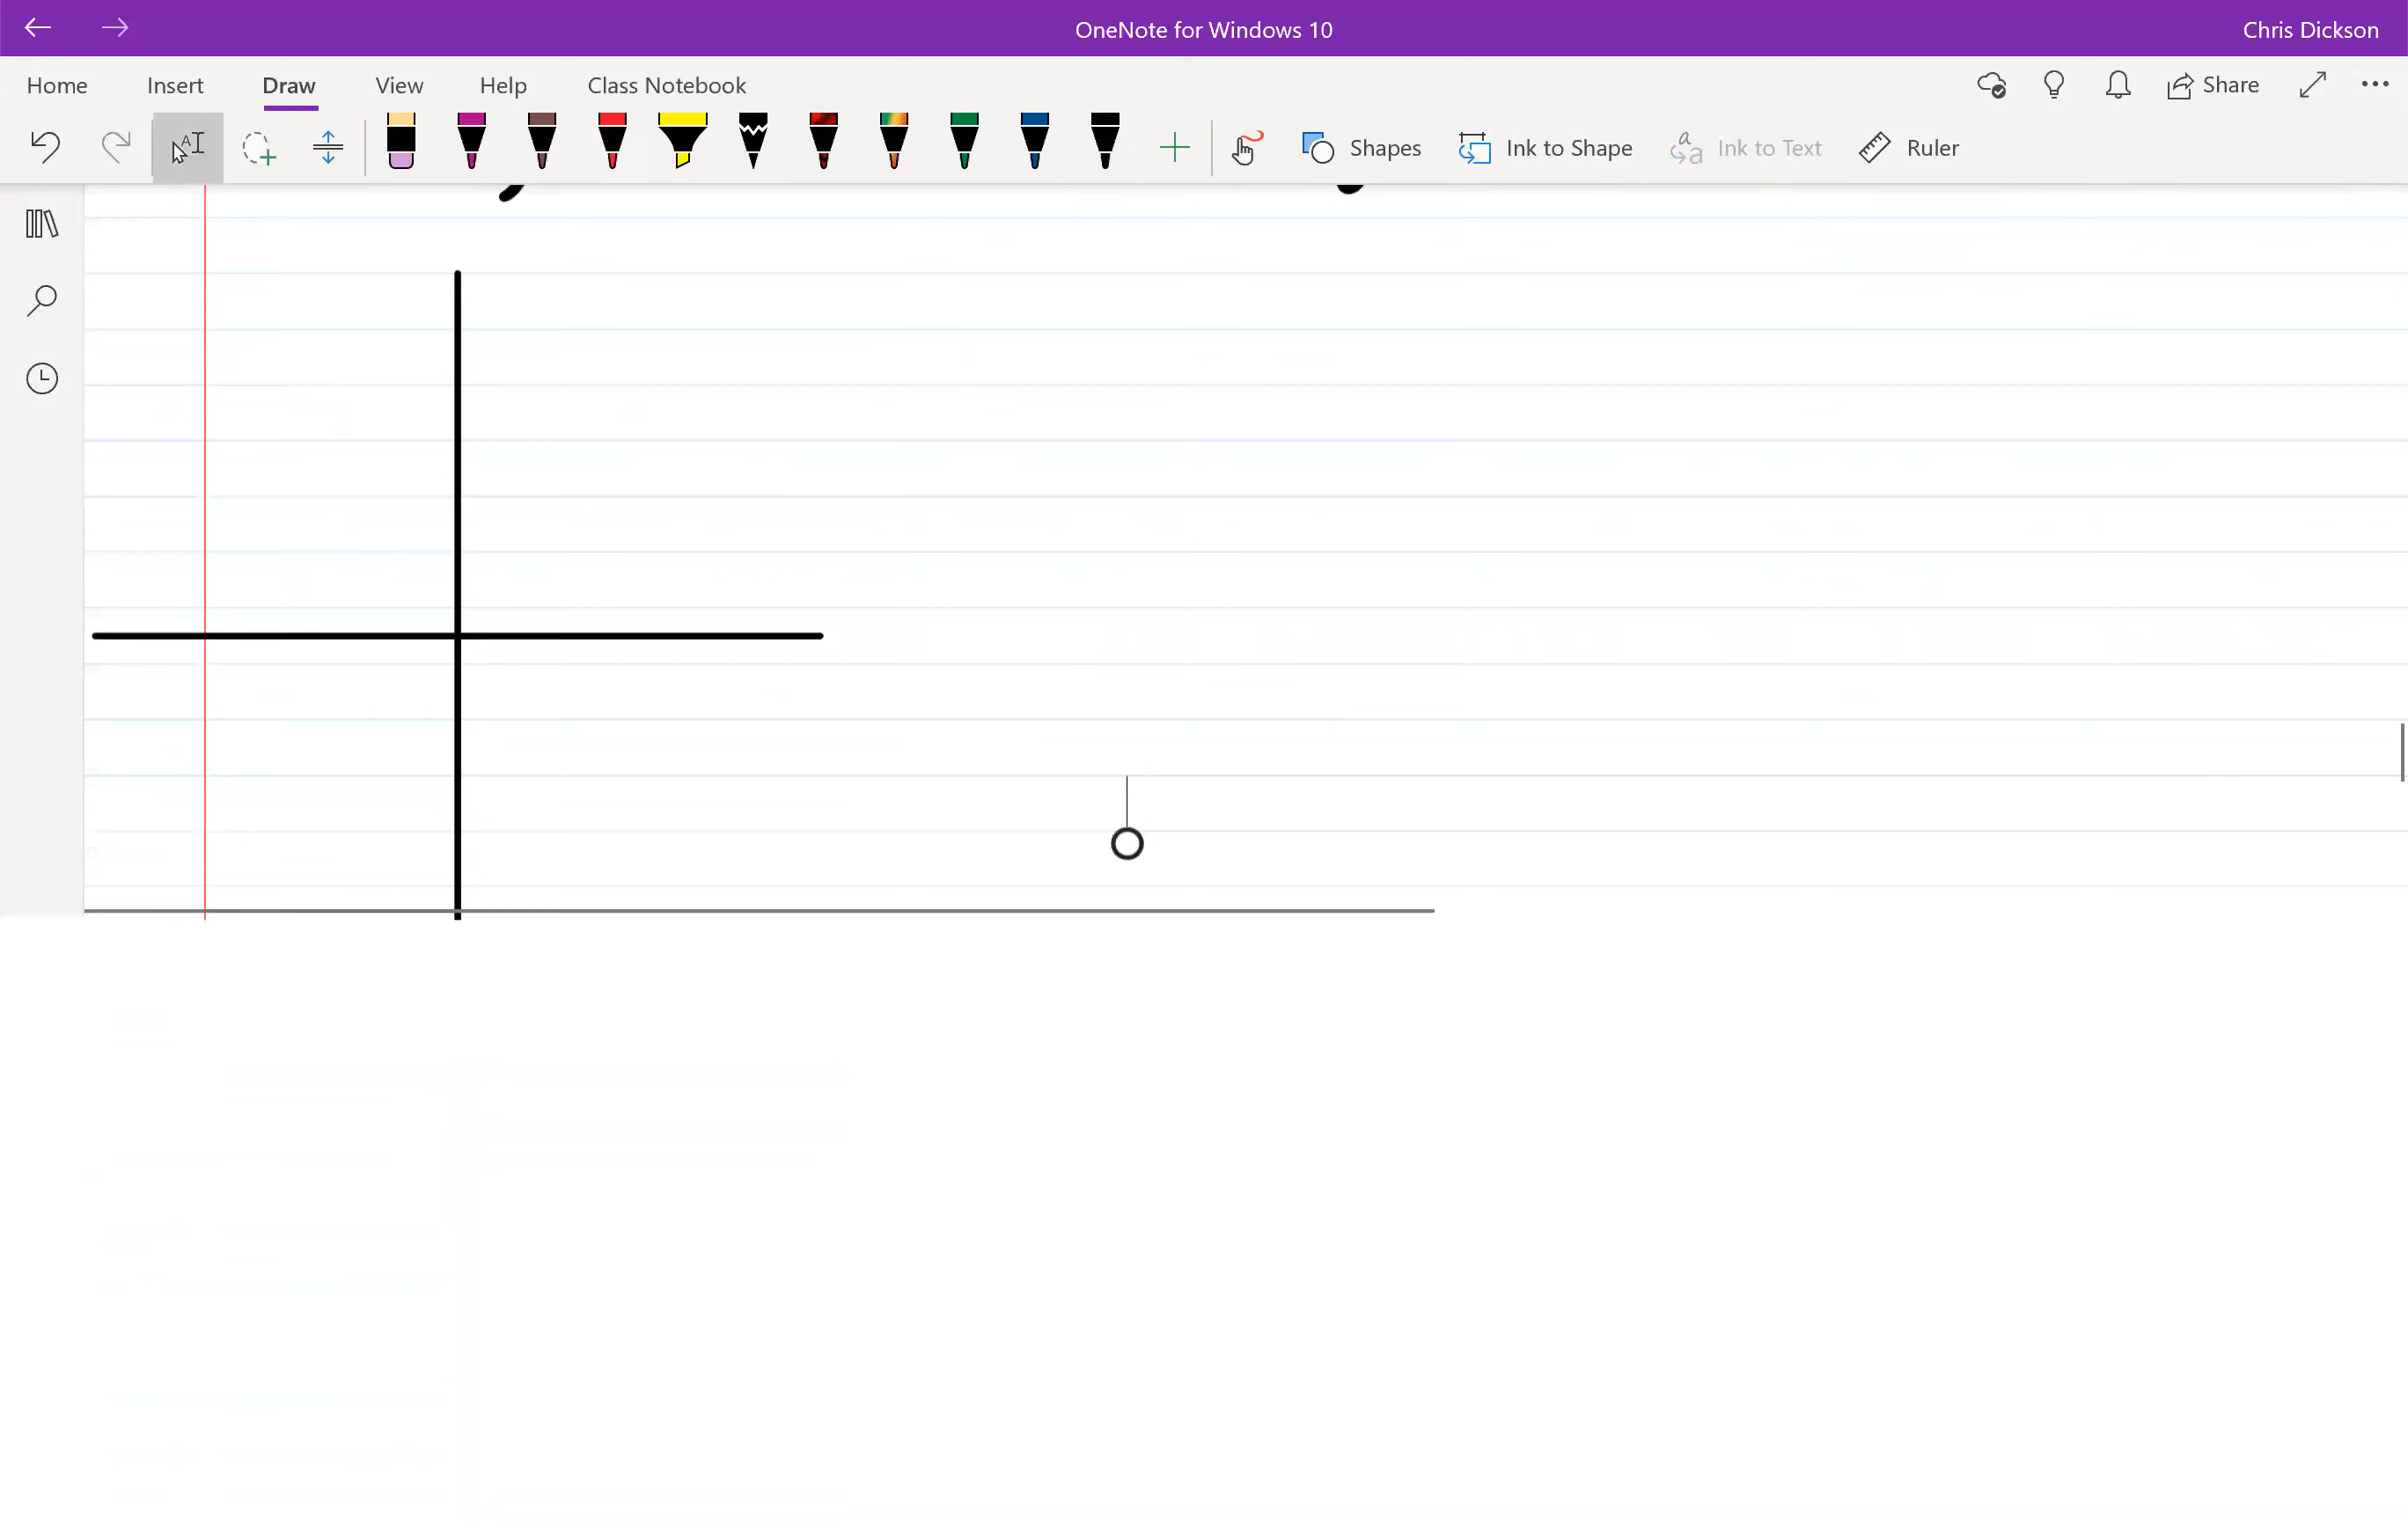 OneNote for Windows 10
Chris Dickson
Home Insert Draw View Help Class Notebook Share
Shapes Ink to Shape Ink to Text Ruler